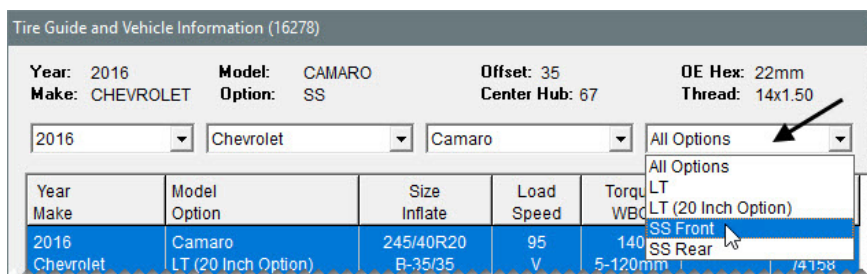 Tire Guide and Vehicle Information (16278)
Year: 2016 Model: CAMARO Offset: 35 OE Hex: 22mm
Make: CHEVROLET Option: SS Center Hub: 67 Thread: 14x1.50
2016 Chevrolet Camaro All Options
All Options
LT
LT (20 Inch Option)
SS Front
SS Rear
Year Model Size Load
Make Option Inflate Speed
2016 Camaro 245/40R20 95 140
Chevrolet LT (20 Inch Option) B-35/35 V 5-120mm /4158